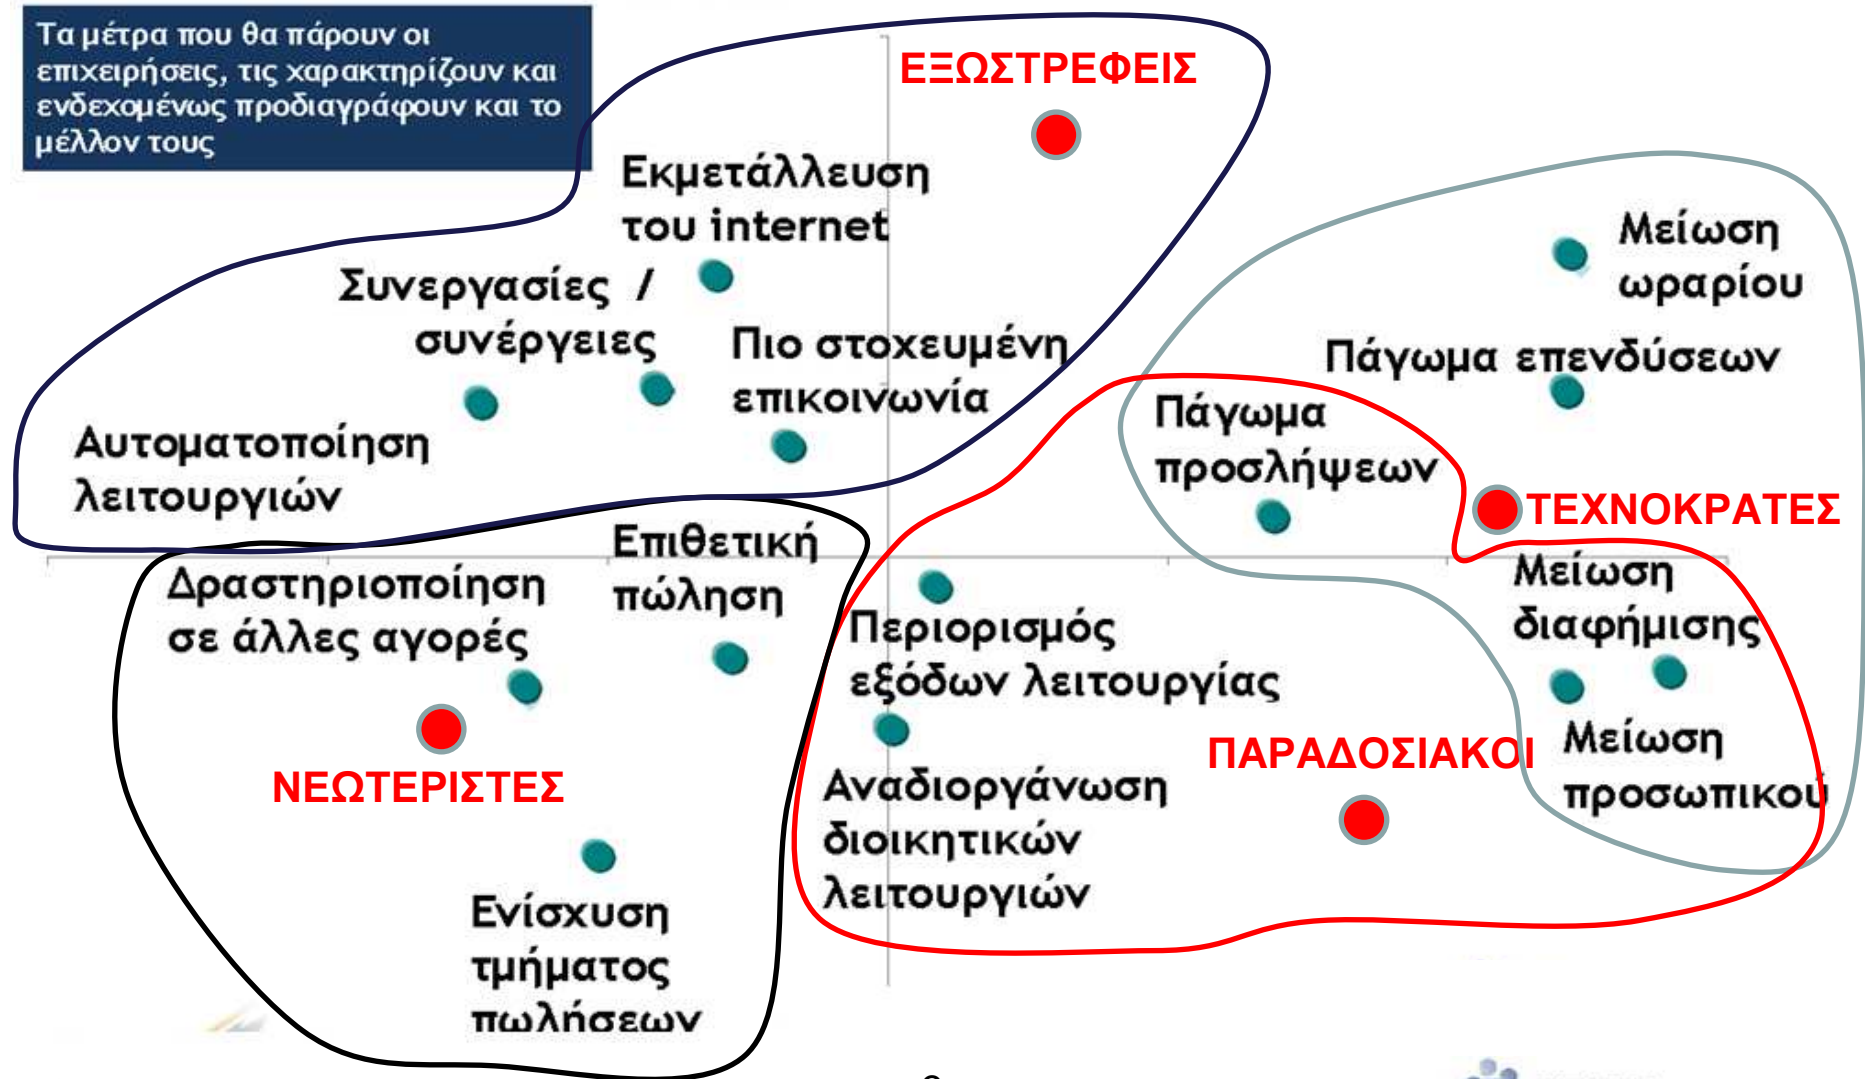 Τα μέτρα που θα πάρουν οι
επιχειρήσεις, τις χαρακτηρίζουν και
ενδεχομένως προδιαγράφουν και το
μέλλον τους
ΕΞΩΣΤΡΕΦΕΙΣ
Εκμετάλλευση
του internet
Συνεργασίες /
συνέργειες
Πιο στοχευμένη
επικοινωνία
Αυτοματοποίηση
λειτουργιών
Μείωση
ωραρίου
Πάγωμα επενδύσεων
Πάγωμα
προσλήψεων
ΤΕΧΝΟΚΡΑΤΕΣ
Επιθετική
πώληση
Δραστηριοποίηση
σε άλλες αγορές
ΝΕΩΤΕΡΙΣΤΕΣ
Ενίσχυση
τμήματος
πωλήσεων
Περιορισμός
εξόδων λειτουργίας
Αναδιοργάνωση
διοικητικών
λειτουργιών
ΠΑΡΑΔΟΣΙΑΚΟΙ
Μείωση
διαφήμισης
Μείωση
προσωπικού